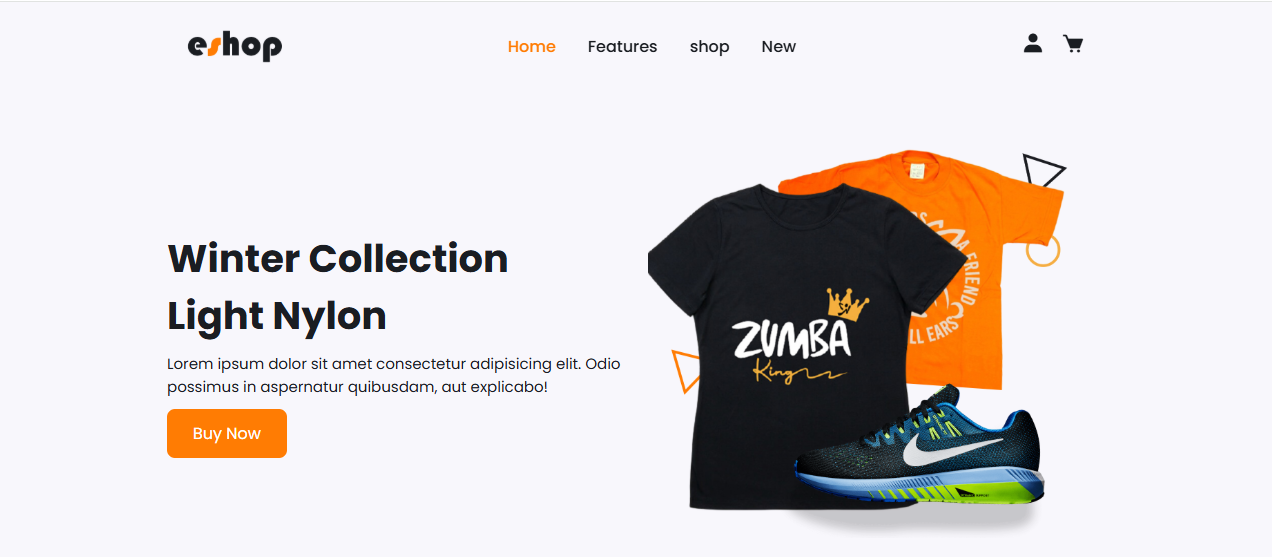 eshop
Home
Features
shop
New
Winter Collection
Light Nylon
Lorem ipsum dolor sit amet consectetur adipisicing elit. Odio
possimus in aspernatur quibusdam, aut explicabo!
Buy Now
ZUMBA
King
A FRIEND
LL EARS